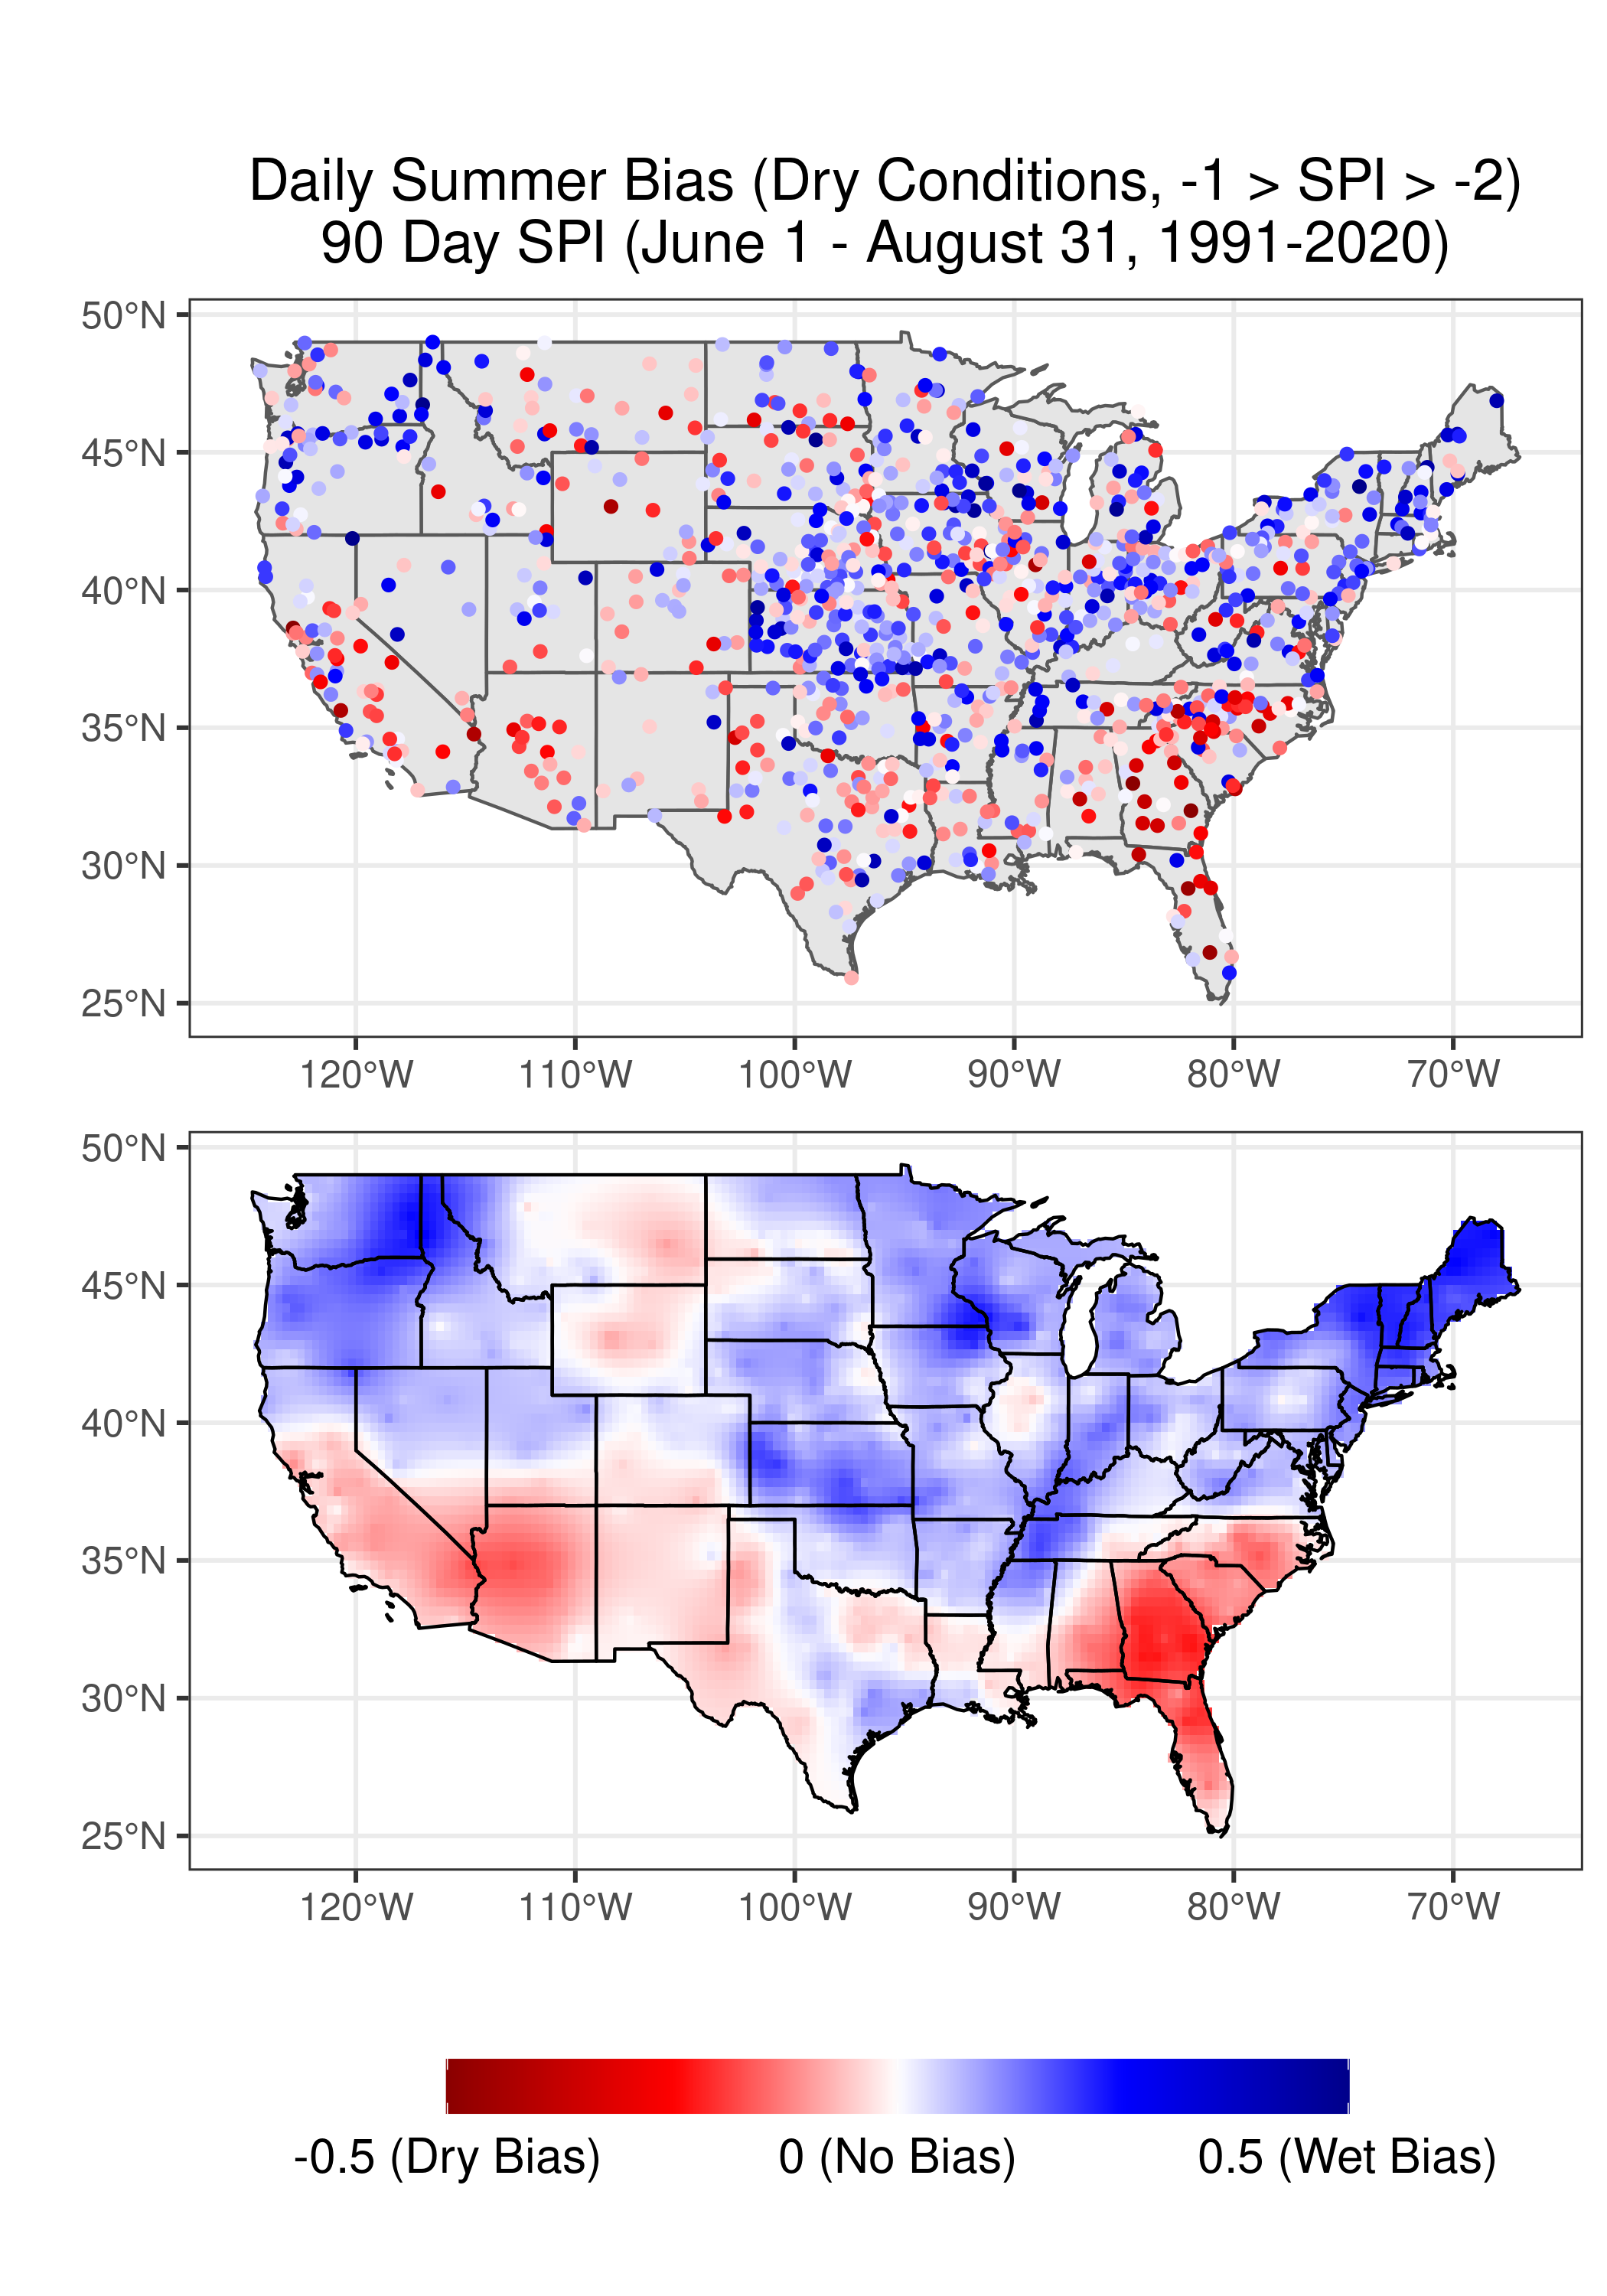 Daily Summer Bias (Dry Conditions, -1 > SPI > -2)
90 Day SPI (June 1 - August 31, 1991-2020)
50°N
45°N
40°N
35°N
30°N
25°N
120°W 110°W 100°W 90°W 80°W 70°W
50°N
45°N
40°N
35°N
30°N
25°N
120°W 110°W 100°W 90°W 80°W 70°W
-0.5 (Dry Bias) 0 (No Bias) 0.5 (Wet Bias)